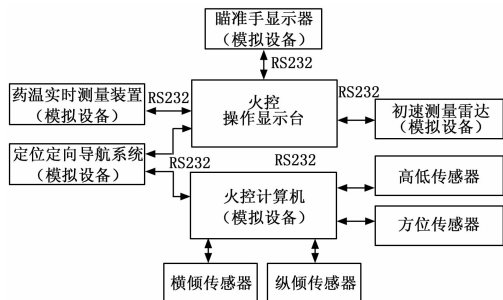 瞄准手显示器
(模拟设备)
RS232
药温实时测量装置
(模拟设备)
RS232
火控
操作显示台
RS232
初速测量雷达
(模拟设备)
定位定向导航系统
(模拟设备)
RS232
RS232
火控计算机
(模拟设备)
高低传感器
方位传感器
横倾传感器
纵倾传感器